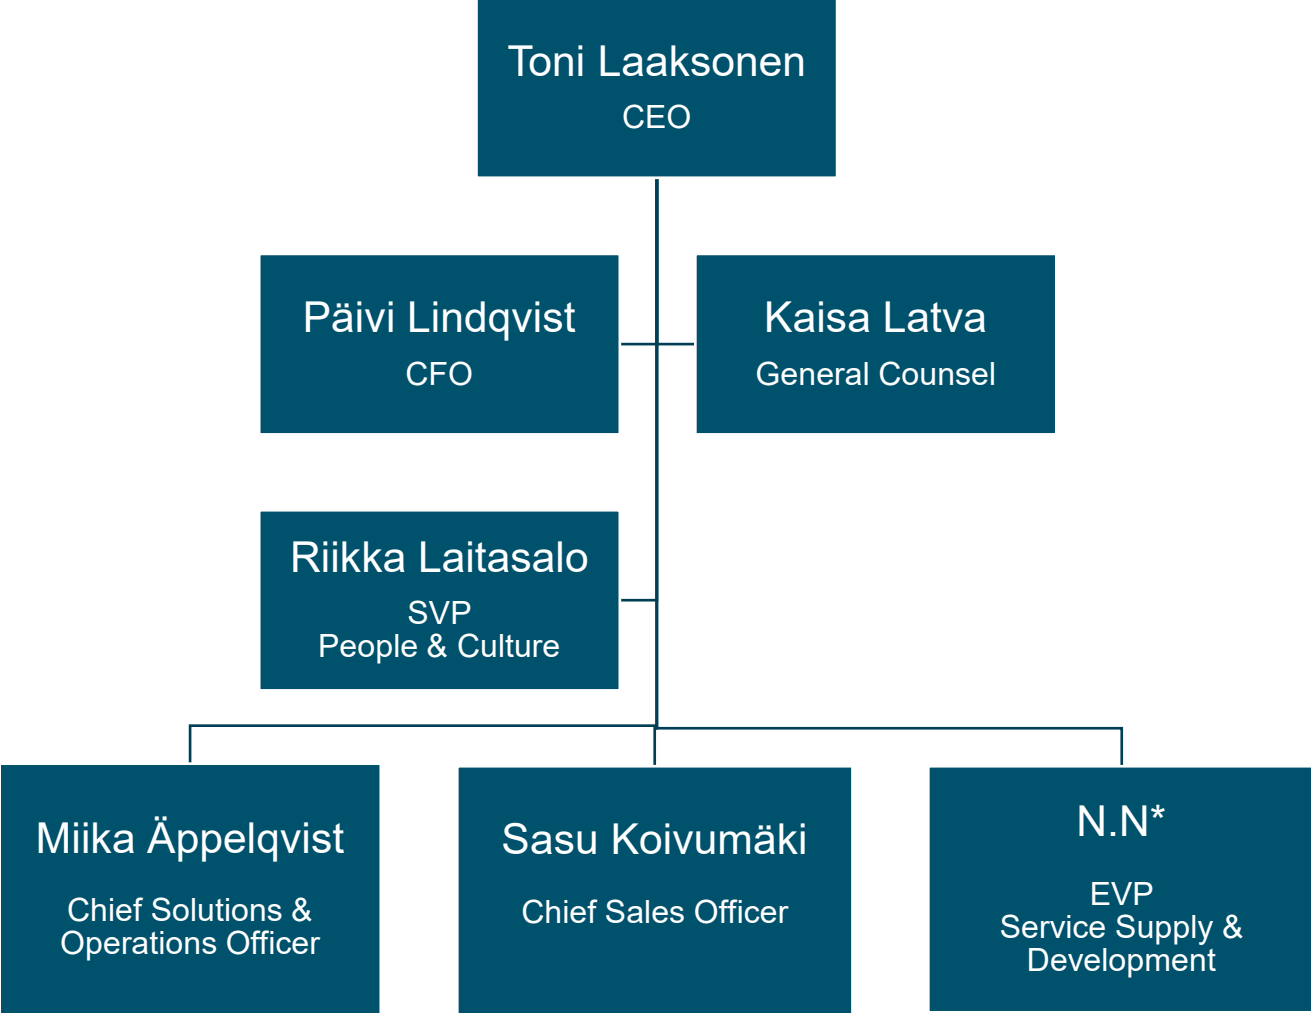 Toni Laaksonen
CEO
Päivi Lindqvist
CFO
Kaisa Latva
General Counsel
Riikka Laitasalo
SVP
People & Culture
Miika Äppelqvist
Chief Solutions &
Operations Officer
Sasu Koivumäki
Chief Sales Officer
N.N*
EVP
Service Supply &
Development